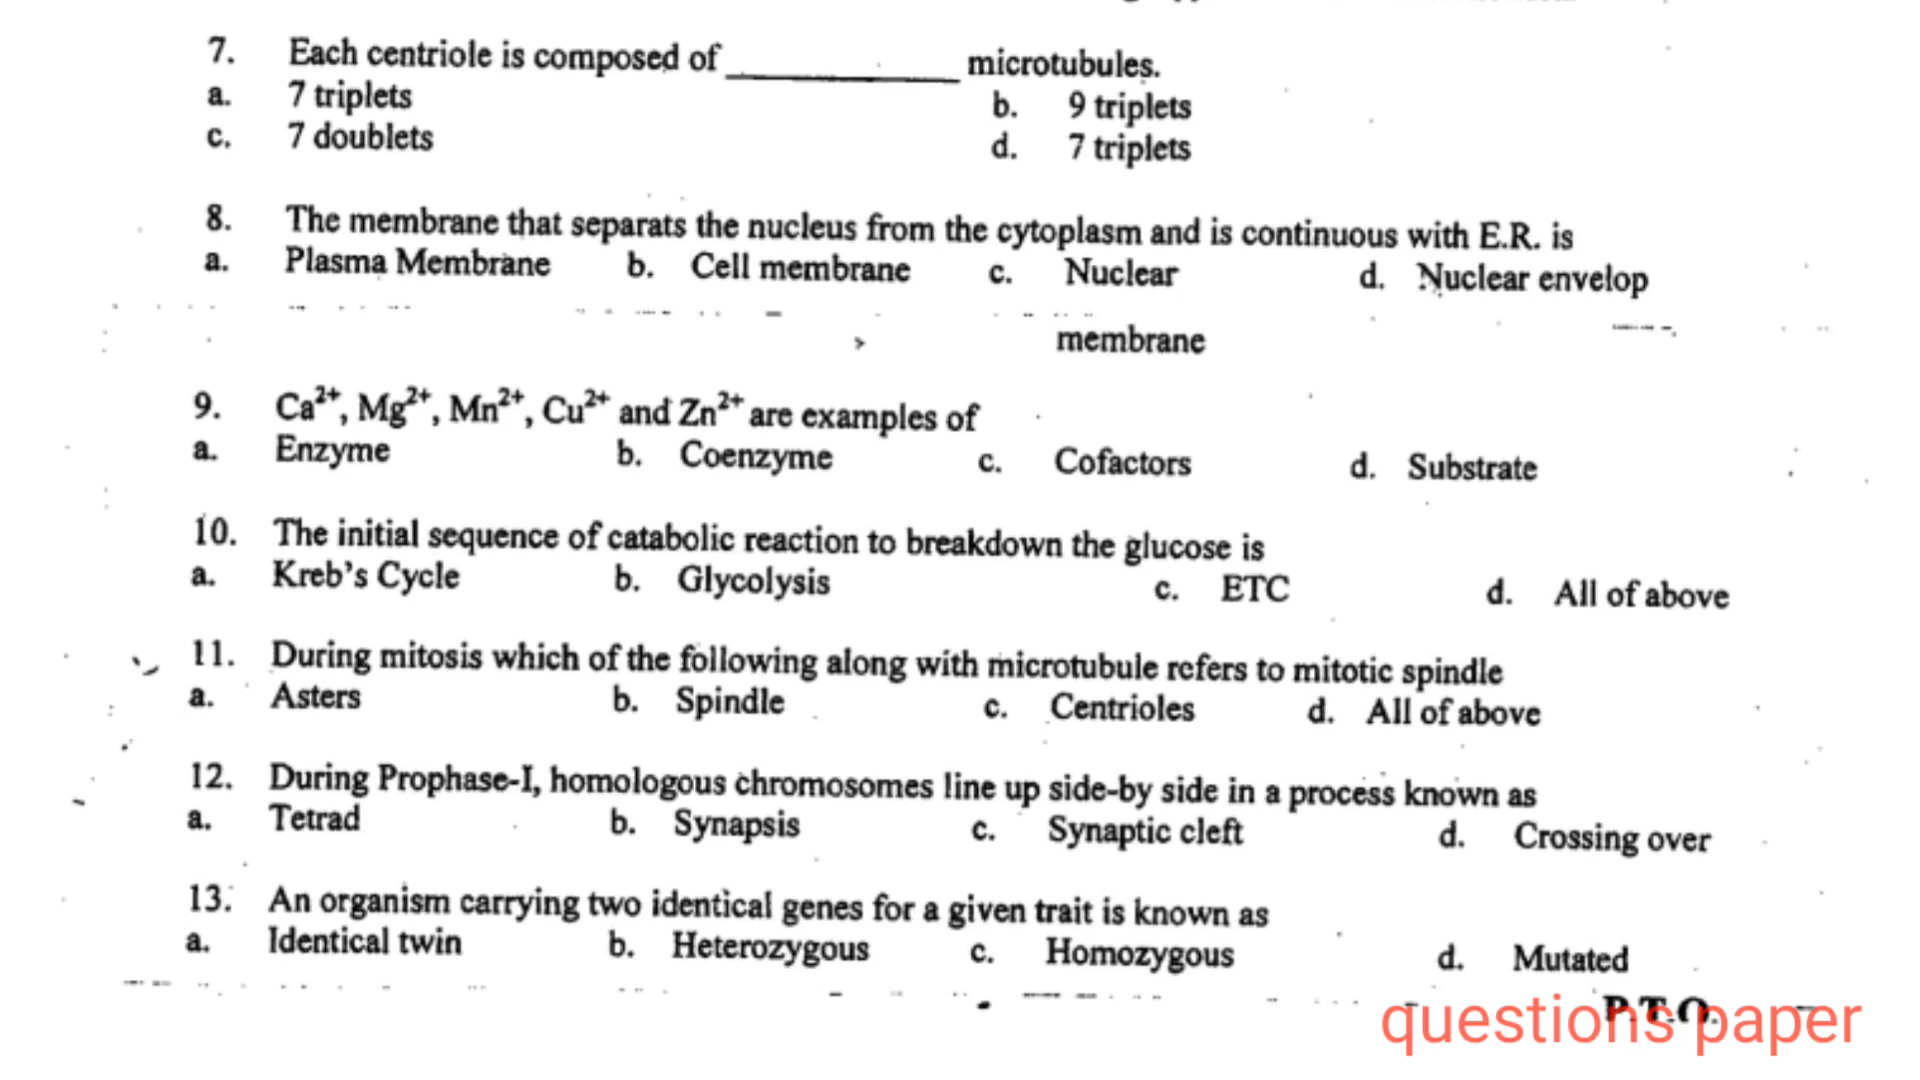 7. Each centriole is composed of ____________ microtubules.
a. 7 triplets b. 9 triplets
c. 7 doublets d. 7 triplets
8. The membrane that separats the nucleus from the cytoplasm and is continuous with E.R. is
a. Plasma Membrane b. Cell membrane c. Nuclear d. Nuclear envelop
membrane
9. Ca²⁺, Mg²⁺, Mn²⁺, Cu²⁺ and Zn²⁺ are examples of
a. Enzyme b. Coenzyme c. Cofactors d. Substrate
10. The initial sequence of catabolic reaction to breakdown the glucose is
a. Kreb's Cycle b. Glycolysis c. ETC d. All of above
11. During mitosis which of the following along with microtubule refers to mitotic spindle
a. Asters b. Spindle c. Centrioles d. All of above
12. During Prophase-I, homologous chromosomes line up side-by side in a process known as
a. Tetrad b. Synapsis c. Synaptic cleft d. Crossing over
13. An organism carrying two identical genes for a given trait is known as
a. Identical twin b. Heterozygous c. Homozygous d. Mutated
P.T.O.
questions paper